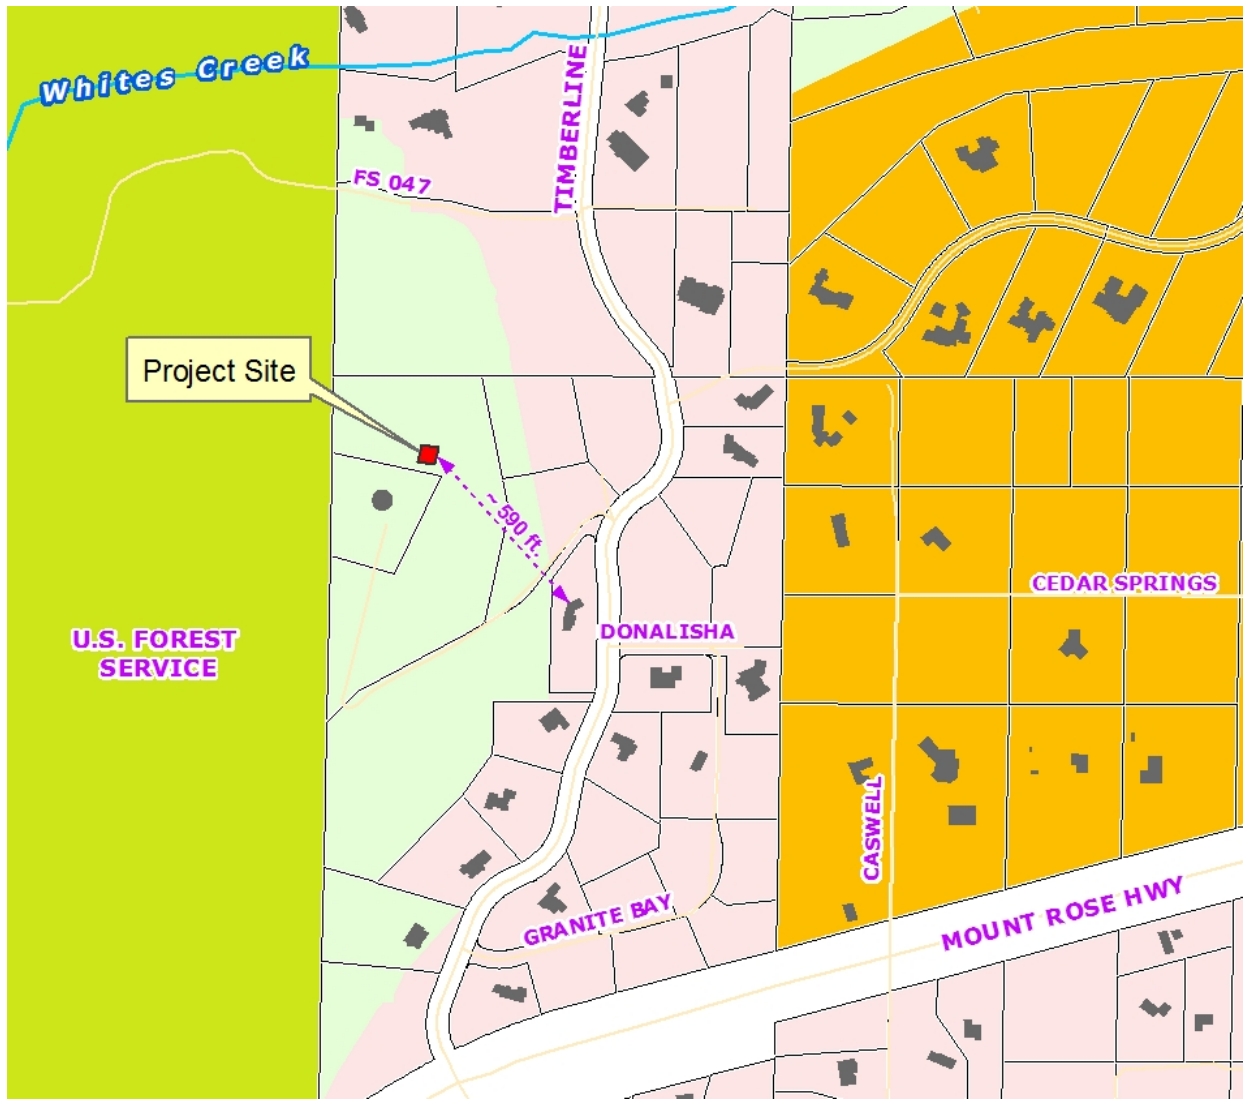 Whites Creek
TIMBERLINE
FS 047
Project Site
~ 590 ft.
CEDAR SPRINGS
U.S. FOREST
SERVICE
DONALISHA
CASWELL
GRANITE BAY
MOUNT ROSE HWY